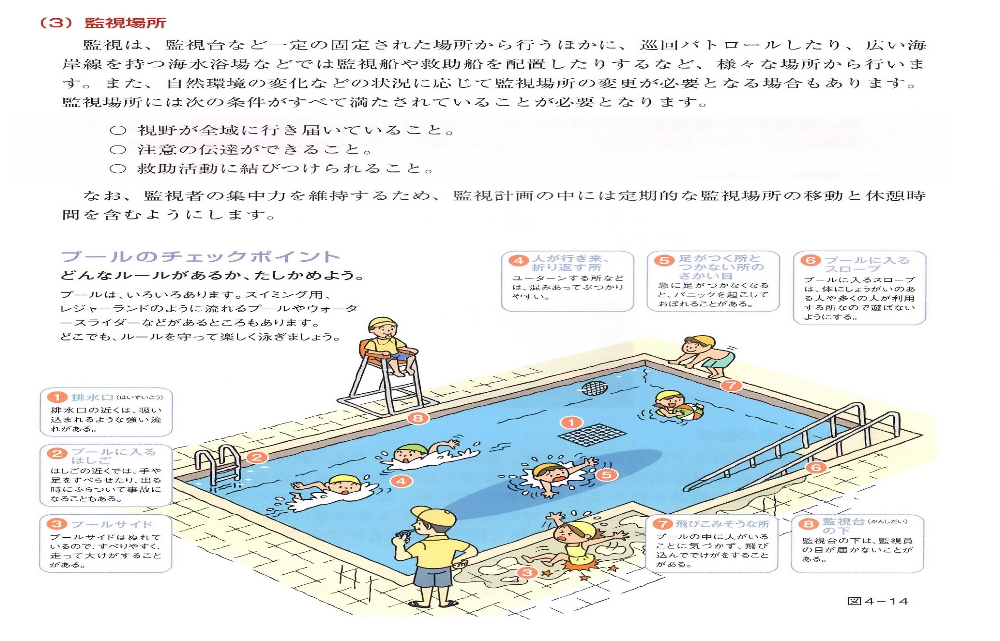 （3） 監視場所
監視は、監視台など一定の固定された場所から行うほかに、巡回パトロールしたり、広い海
岸線を持つ海水浴場などでは監視船や救助船を配置したりするなど、様々な場所から行いま
す。また、自然環境の変化などの状況に応じて監視場所の変更が必要となる場合もあります。
監視場所には次の条件がすべて満たされていることが必要となります。
○ 視野が全域に行き届いていること。
○ 注意の伝達ができること。
○ 救助活動に結びつけられること。
なお、監視者の集中力を維持するため、監視計画の中には定期的な監視場所の移動と休憩時
間を含むようにします。
プールのチェックポイント
どんなルールがあるか、たしかめよう。
プールは、いろいろあります。スイミング用、
レジャーランドのように流れるプールやウォータ
ースライダーなどがあるところもあります。
どこでも、ルールを守って楽しく泳ぎましょう。
4 人が行き来、
折り返す所
ユーターンする所など
は、混みあってぶつかり
やすい。
5 足がつく所と
つかない所の
さかい目
急に足がつかなくなる
と、パニックを起こして
おぼれることがある。
6 プールに入る
スロープ
プールに入るスロープ
は、体にしょうがいのあ
る人や多くの人が利用
する所なので遊ばない
ようにする。
1 排水口（はいすいこう）
排水口の近くは、吸い
込まれるような強い流
れがある。
2 プールに入る
はしご
はしごの近くでは、手や
足をすべらせたり、出る
時にふらついて事故に
なることもある。
3 プールサイド
プールサイドはぬれて
いるので、すべりやすく、
走って大けがすること
がある。
7
8
1
2
4
5
6
3
7 飛びこみそうな所
プールの中に人がいる
ことに気づかず、飛び
込んででけがをすること
がある。
8 監視台（かんしだい）
の下
監視台の下は、監視員
の目が届かないことが
ある。
図4－14